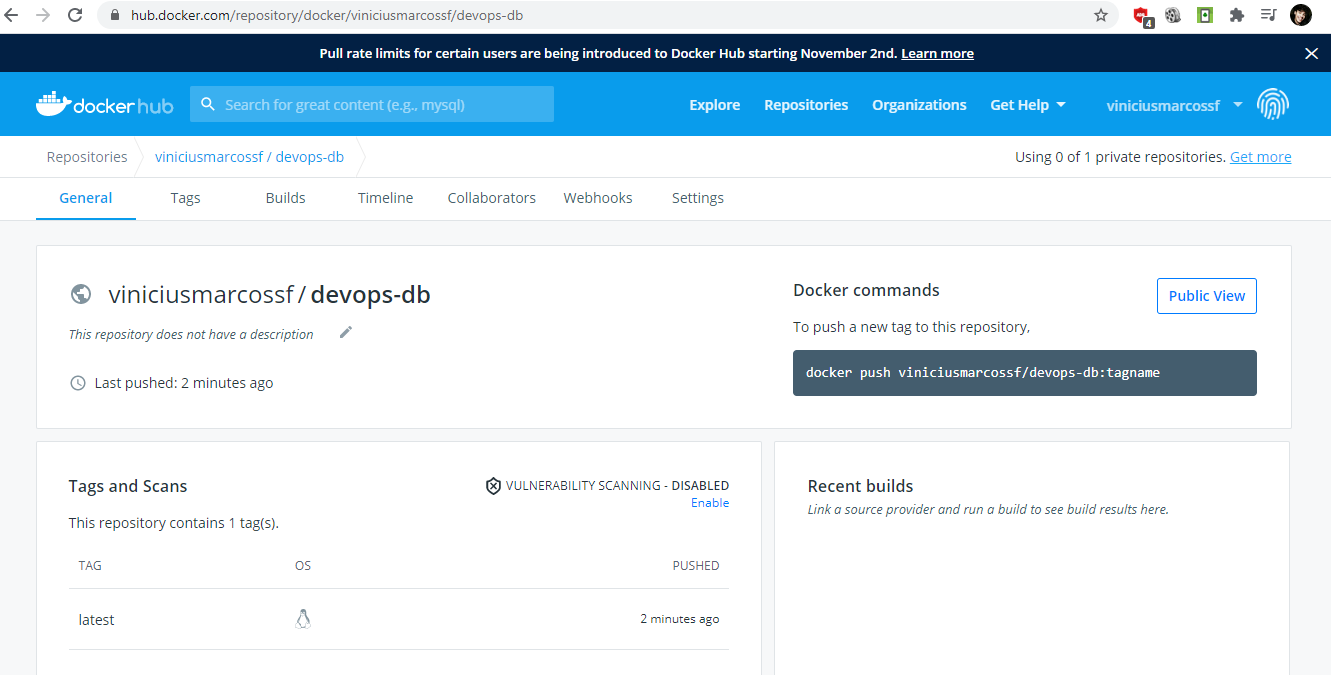 hub.docker.com/repository/docker/viniciusmarcossf/devops-db
4
Pull rate limits for certain users are being introduced to Docker Hub starting November 2nd. Learn more
docker hub
Search for great content (e.g., mysql)
Explore
Repositories
Organizations
Get Help
viniciusmarcossf
Repositories
viniciusmarcossf / devops-db
Using 0 of 1 private repositories. Get more
General
Tags
Builds
Timeline
Collaborators
Webhooks
Settings
viniciusmarcossf / devops-db
This repository does not have a description
Last pushed: 2 minutes ago
Docker commands
Public View
To push a new tag to this repository,
docker push viniciusmarcossf/devops-db:tagname
Tags and Scans
VULNERABILITY SCANNING - DISABLED
Enable
This repository contains 1 tag(s).
TAG
OS
PUSHED
latest
2 minutes ago
Recent builds
Link a source provider and run a build to see build results here.